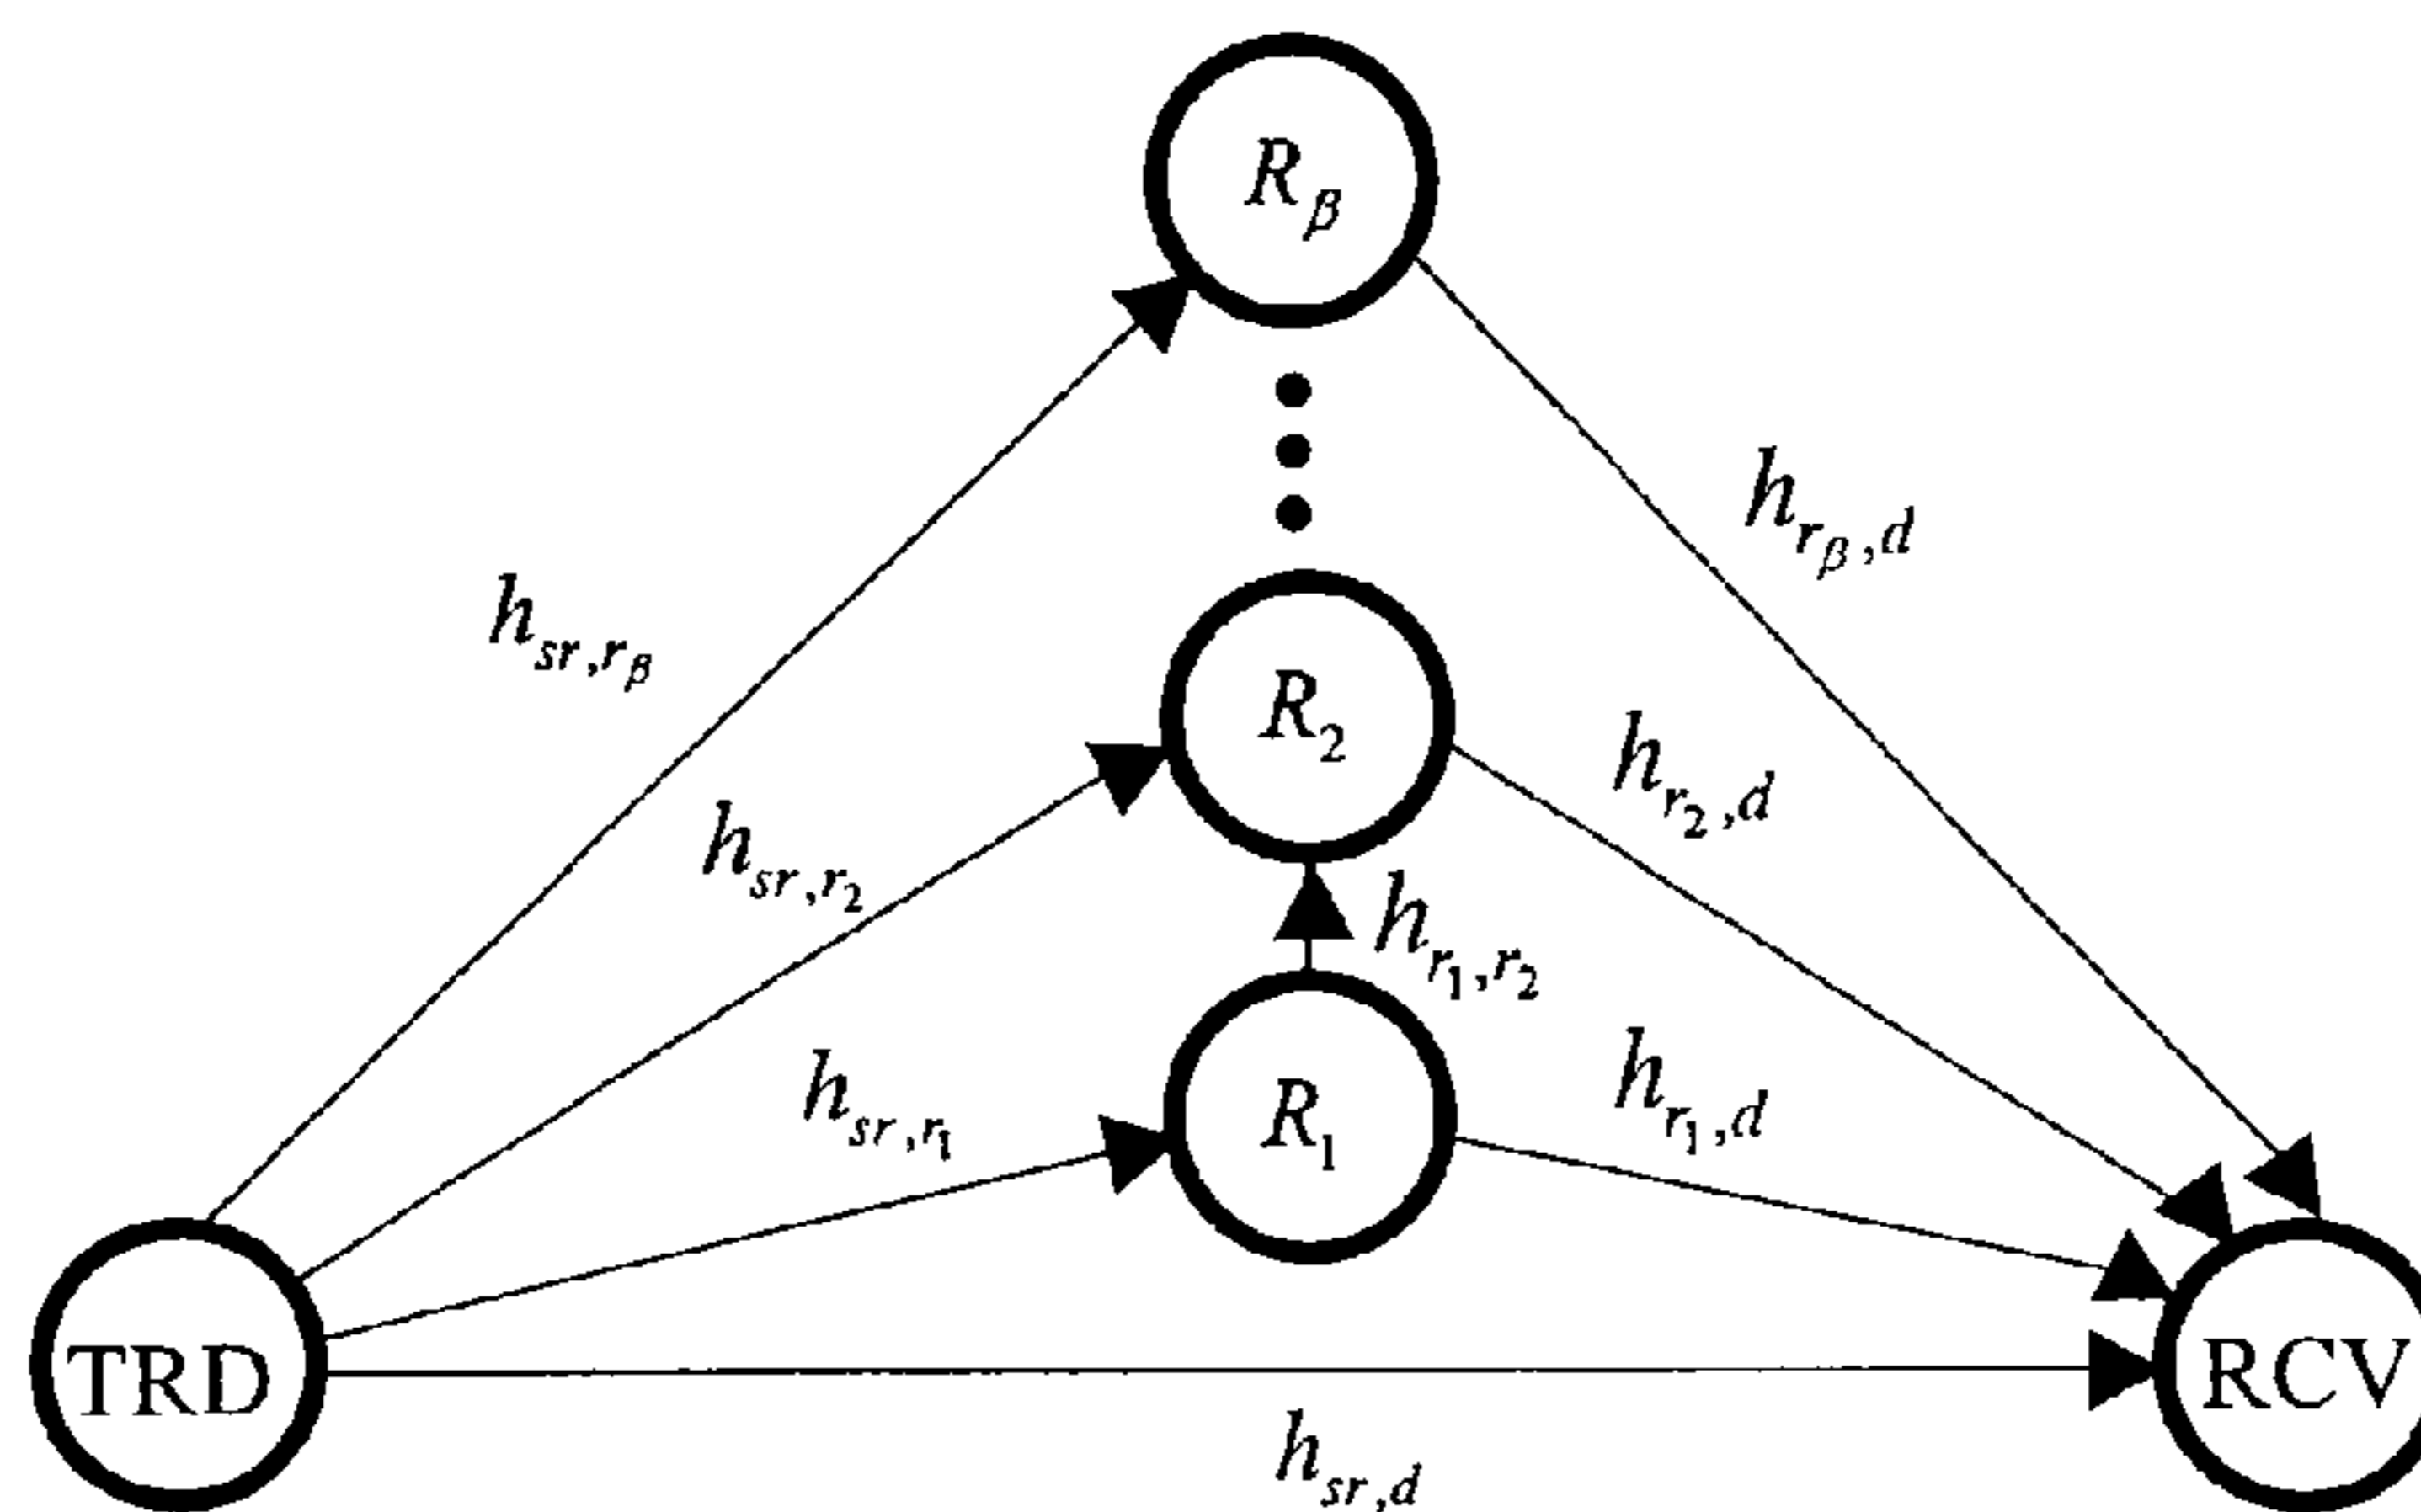 R_β
h_{r_β,d}
h_{sr,r_β}
R_2
h_{r_2,d}
h_{sr,r_2}
h_{r_1,r_2}
h_{sr,r_1}
R_1
h_{r_1,d}
TRD
RCV
h_{sr,d}